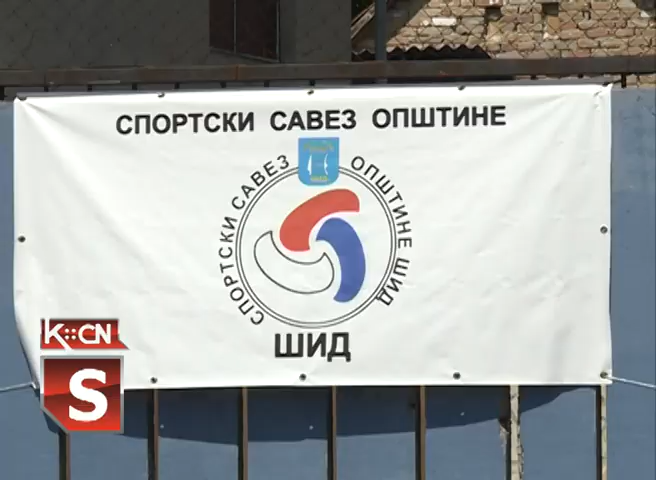 СПОРТСКИ САВЕЗ ОПШТИНЕ
СПОРТСКИ САВЕЗ ОПШТИНЕ ШИД
ШИД
K::CN
S